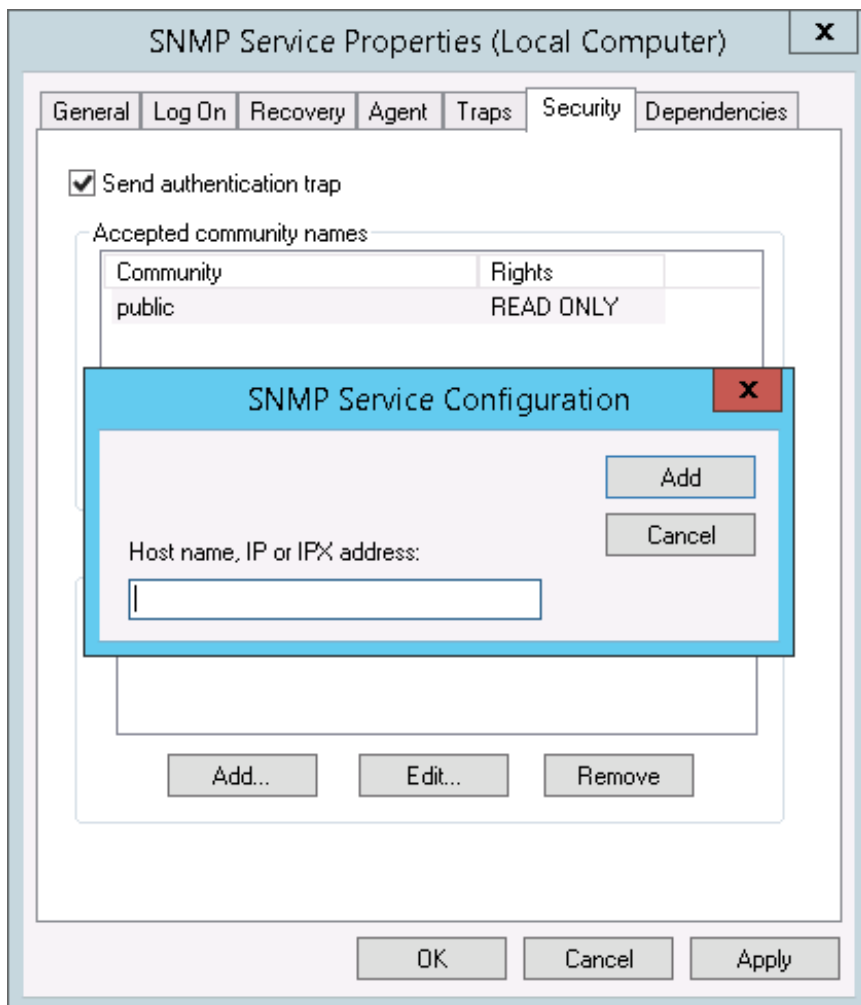 SNMP Service Properties (Local Computer)
x
General Log On Recovery Agent Traps Security Dependencies
Send authentication trap
Accepted community names
Community Rights
public READ ONLY
SNMP Service Configuration
x
Add
Cancel
Host name, IP or IPX address:
Add... Edit... Remove
OK Cancel Apply